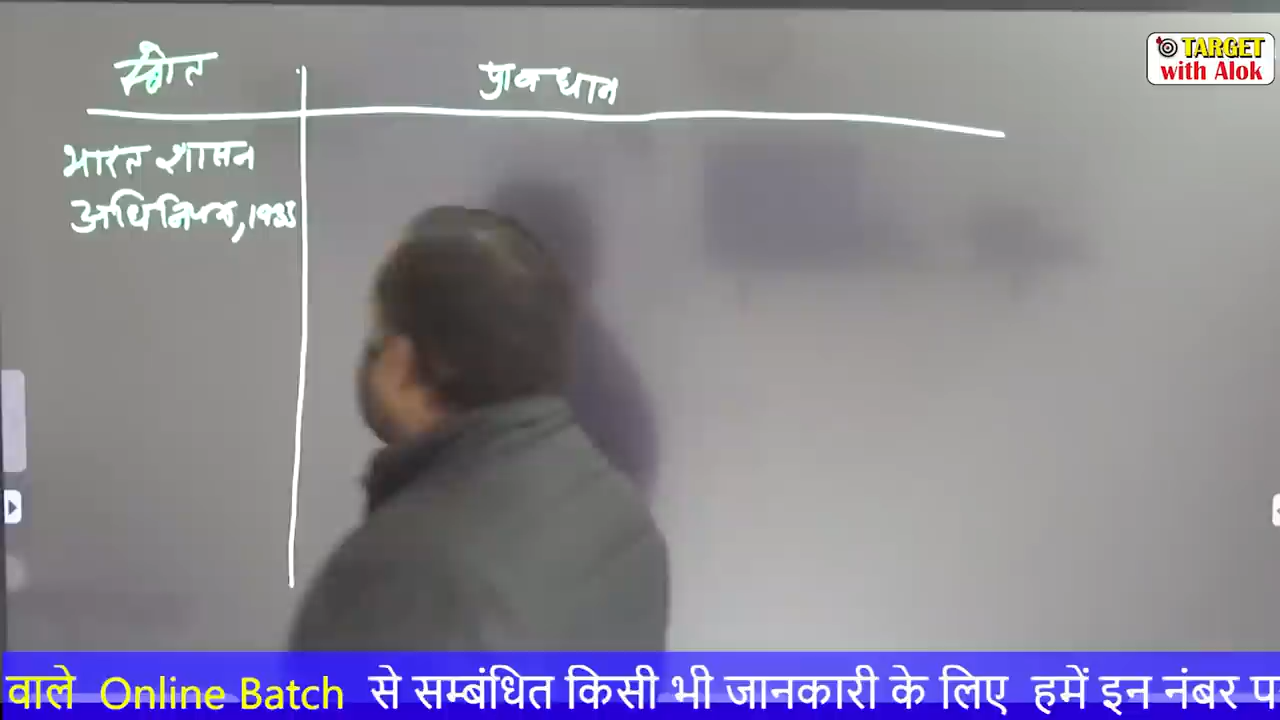 स्रोत
प्रावधान
भारत शासन
अधिनियम, 1935
TARGET
with Alok
वाले Online Batch से सम्बंधित किसी भी जानकारी के लिए हमें इन नंबर प